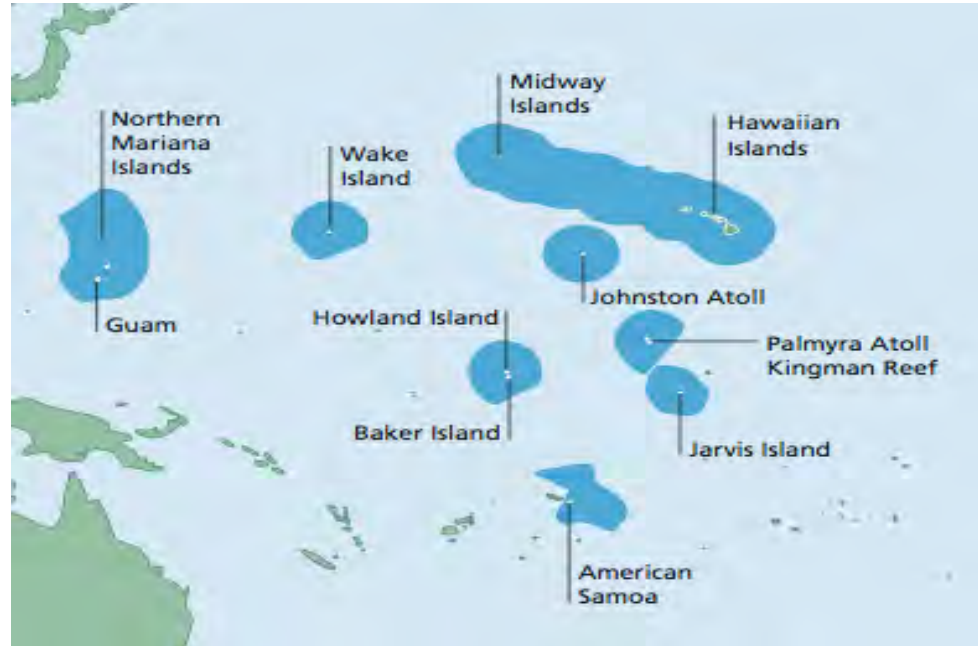 Midway
Islands
Northern
Mariana
Islands
Hawaiian
Islands
Wake
Island
Johnston Atoll
Howland Island
Guam
Palmyra Atoll
Kingman Reef
Baker Island
Jarvis Island
American
Samoa